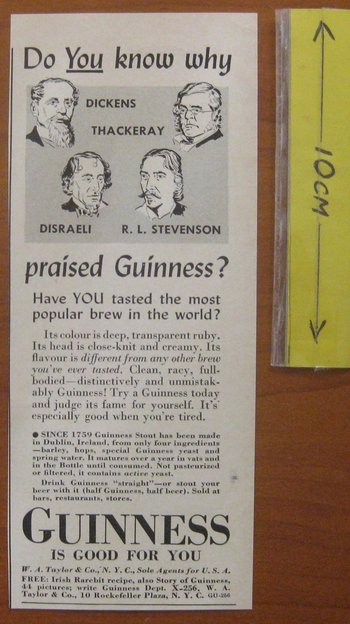 Do You know why
DICKENS
THACKERAY
DISRAELI
R. L. STEVENSON
praised Guinness?
Have YOU tasted the most
popular brew in the world?
Its colour is deep, transparent ruby.
Its head is close-knit and creamy. Its
flavour is different from any other brew
you've ever tasted. Clean, racy, full-
bodied—distinctively and unmistak-
ably Guinness! Try a Guinness today
and judge its fame for yourself. It's
especially good when you're tired.
● SINCE 1759 Guinness Stout has been made
in Dublin, Ireland, from only four ingredients
—barley, hops, special Guinness yeast and
spring water. It matures over a year in vats and
in the Bottle until consumed. Not pasteurized
or filtered, it contains active yeast.
Drink Guinness "straight"—or stout your
beer with it (half Guinness, half beer). Sold at
bars, restaurants, stores.
GUINNESS
IS GOOD FOR YOU
W. A. Taylor & Co., N. Y. C., Sole Agents for U. S. A.
FREE: Irish Rarebit recipe, also Story of Guinness,
44 pictures; write Guinness Dept. X-256, W. A.
Taylor & Co., 10 Rockefeller Plaza, N. Y. C. GU-256
10CM